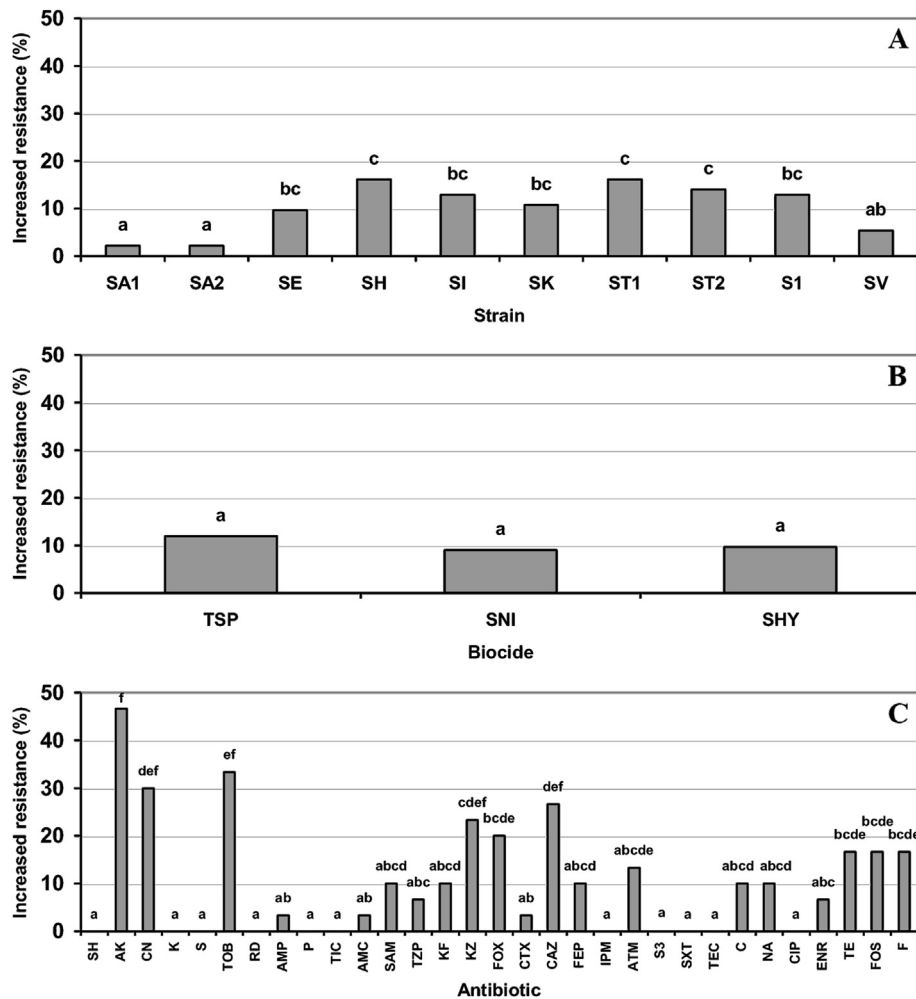 50
A
40
30
20
10
0
Increased resistance (%)
a a bc c bc bc c c bc ab
SA1 SA2 SE SH SI SK ST1 ST2 S1 SV
Strain
50
B
40
30
20
10
0
Increased resistance (%)
a a a
TSP SNI SHY
Biocide
50
C
40
30
20
10
0
Increased resistance (%)
a f def a a ef a ab a a ab abcd abc abcd cdef bcde ab def abcd a abcde a a a abcd abcd a abc bcde bcde bcde
SH AK CN K S TOB RD AMP P TIC AMC SAM TZP KF KZ FOX CTX CAZ FEP IPM ATM S3 SXT TEC C NA CIP ENR TE FOS F
Antibiotic